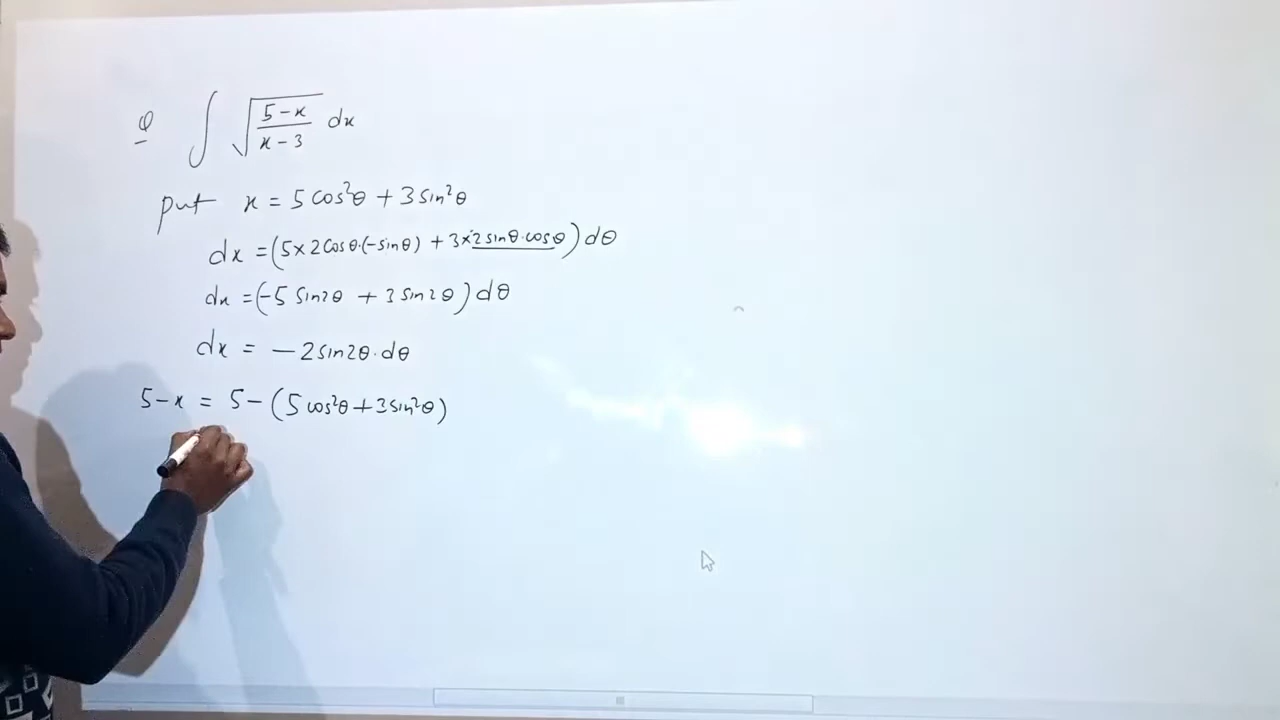 Q ∫ √((5-x)/(x-3)) dx
put x = 5cos²θ + 3sin²θ
dx = (5×2cosθ·(-sinθ) + 3×2sinθ·cosθ) dθ
dx = (-5 sin2θ + 3 sin2θ) dθ
dx = -2sin2θ·dθ
5-x = 5-(5cos²θ+3sin²θ)